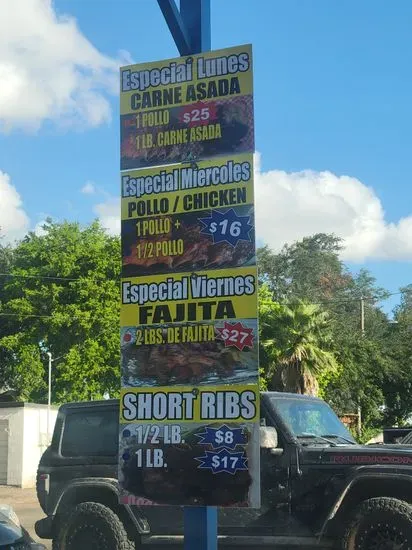 Especial Lunes
CARNE ASADA
1 POLLO $25
1 LB. CARNE ASADA
Especial Miercoles
POLLO / CHICKEN
1 POLLO +
1/2 POLLO $16
Especial Viernes
FAJITA
2 LBS. DE FAJITA $27
SHORT RIBS
1/2 LB. $8
1 LB. $17
RUBICON